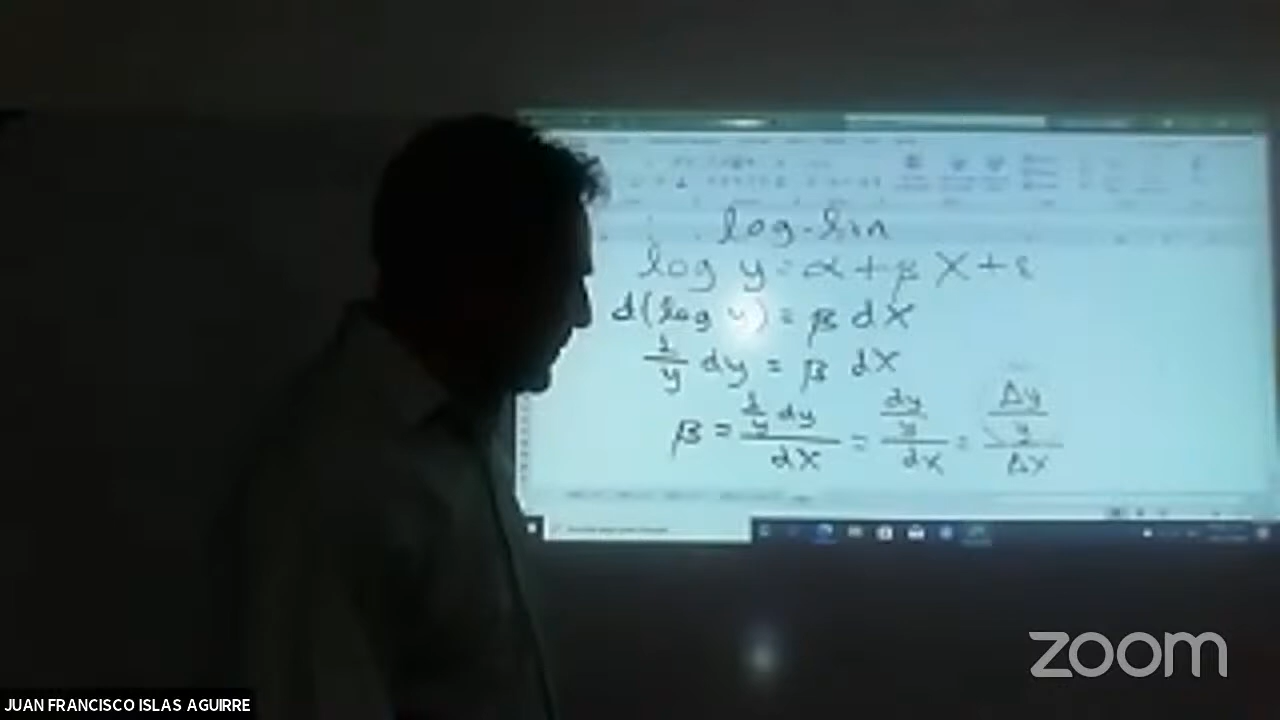 log-lin
log y = α + β X + ε
d(log y) = β dX
1/y dy = β dX
β = (1/y dy)/dX = (dy/y)/dX = (Δy/y)/ΔX
zoom
JUAN FRANCISCO ISLAS AGUIRRE